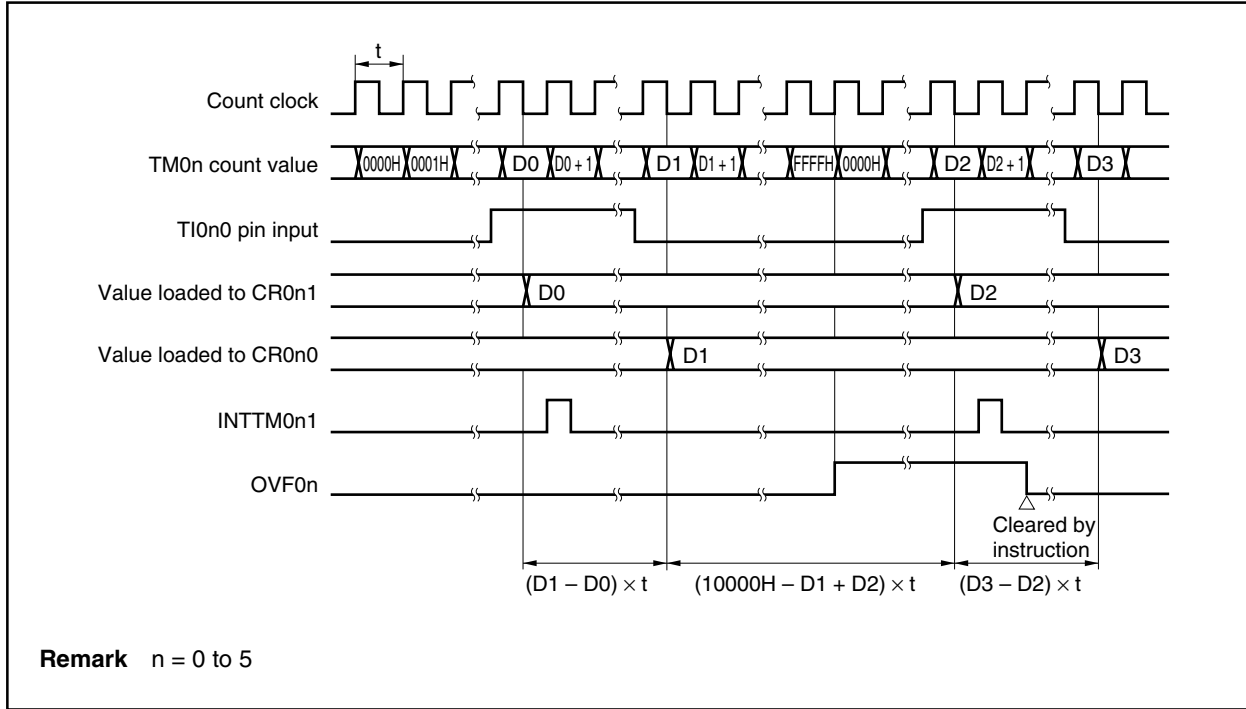 t
Count clock
TM0n count value 0000H 0001H D0 D0 + 1 D1 D1 + 1 FFFFH 0000H D2 D2 + 1 D3
TI0n0 pin input
Value loaded to CR0n1 D0 D2
Value loaded to CR0n0 D1 D3
INTTM0n1
OVF0n
Cleared by
instruction
(D1 – D0) × t (10000H – D1 + D2) × t (D3 – D2) × t
Remark n = 0 to 5